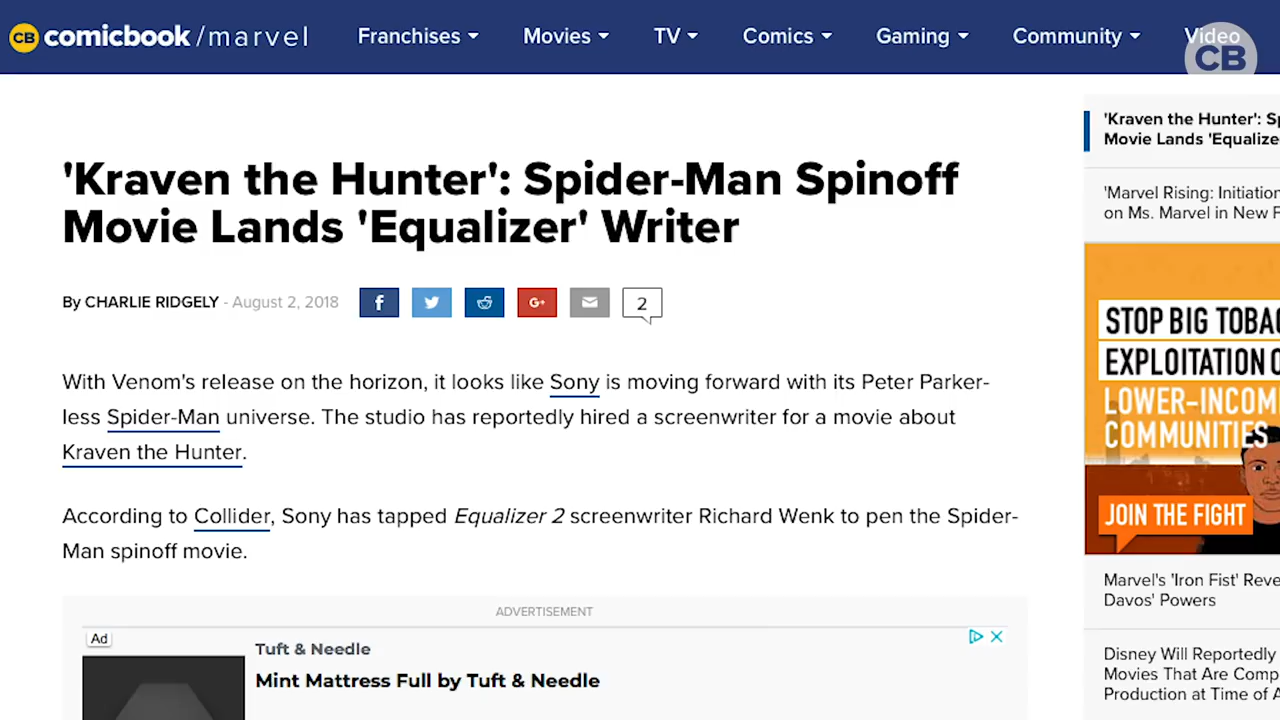 CB comicbook /marvel Franchises Movies TV Comics Gaming Community Video
CB
'Kraven the Hunter': Spider-Man Spinoff
Movie Lands 'Equalizer' Writer
By CHARLIE RIDGELY - August 2, 2018
f
G+
2
With Venom's release on the horizon, it looks like Sony is moving forward with its Peter Parker-
less Spider-Man universe. The studio has reportedly hired a screenwriter for a movie about
Kraven the Hunter.
According to Collider, Sony has tapped Equalizer 2 screenwriter Richard Wenk to pen the Spider-
Man spinoff movie.
ADVERTISEMENT
Ad
Tuft & Needle
Mint Mattress Full by Tuft & Needle
'Kraven the Hunter': Sp
Movie Lands 'Equalize
'Marvel Rising: Initiation
on Ms. Marvel in New
STOP BIG TOBAC
EXPLOITATION O
LOWER-INCOM
COMMUNITIES
JOIN THE FIGHT
Marvel's 'Iron Fist' Reve
Davos' Powers
Disney Will Reportedly
Movies That Are Comp
Production at Time of A